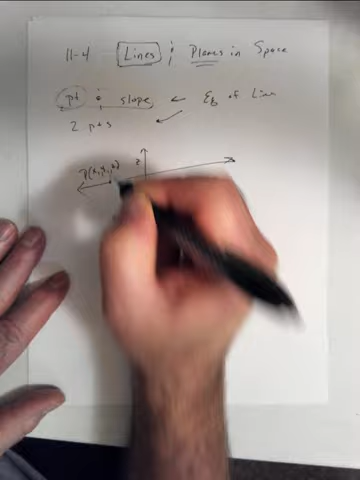 11-4 Lines & Planes in Space
pt & slope ← Eq of Line
2 pts
z
P(x,y,z)